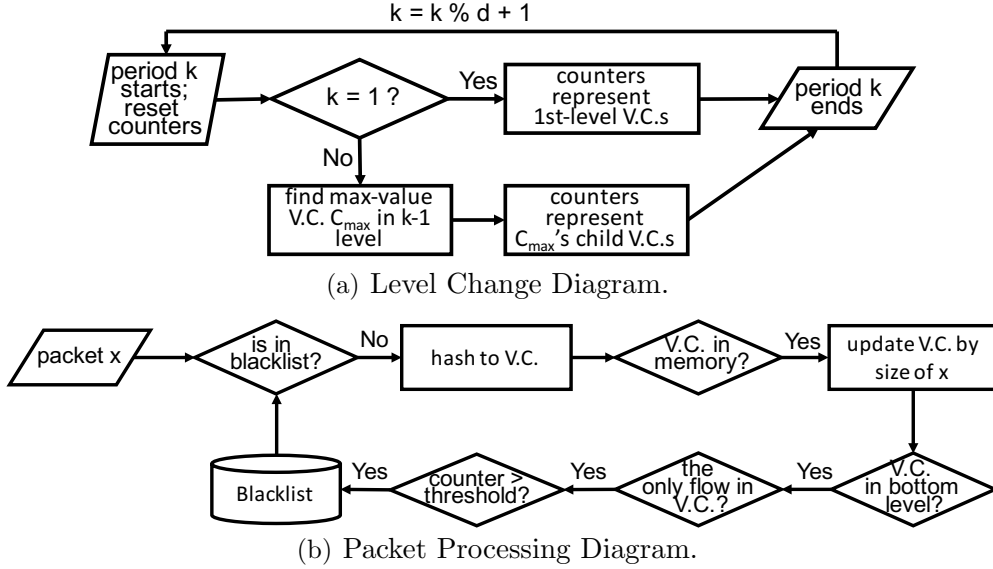 k = k % d + 1
period k
starts;
reset
counters
k = 1 ?
Yes
counters
represent
1st-level V.C.s
period k
ends
No
find max-value
V.C. Cmax in k-1
level
counters
represent
Cmax's child V.C.s
(a) Level Change Diagram.
packet x
is in
blacklist?
No
hash to V.C.
V.C. in
memory?
Yes
update V.C. by
size of x
V.C.
in bottom
level?
Yes
the
only flow in
V.C.?
Yes
counter >
threshold?
Yes
Blacklist
(b) Packet Processing Diagram.